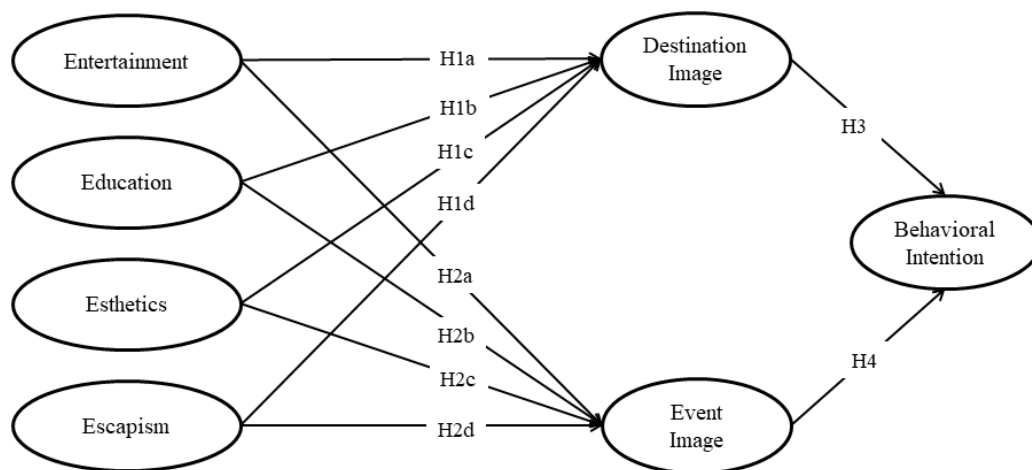 Entertainment
Education
Esthetics
Escapism
H1a
H1b
H1c
H1d
H2a
H2b
H2c
H2d
Destination
Image
Event
Image
H3
H4
Behavioral
Intention